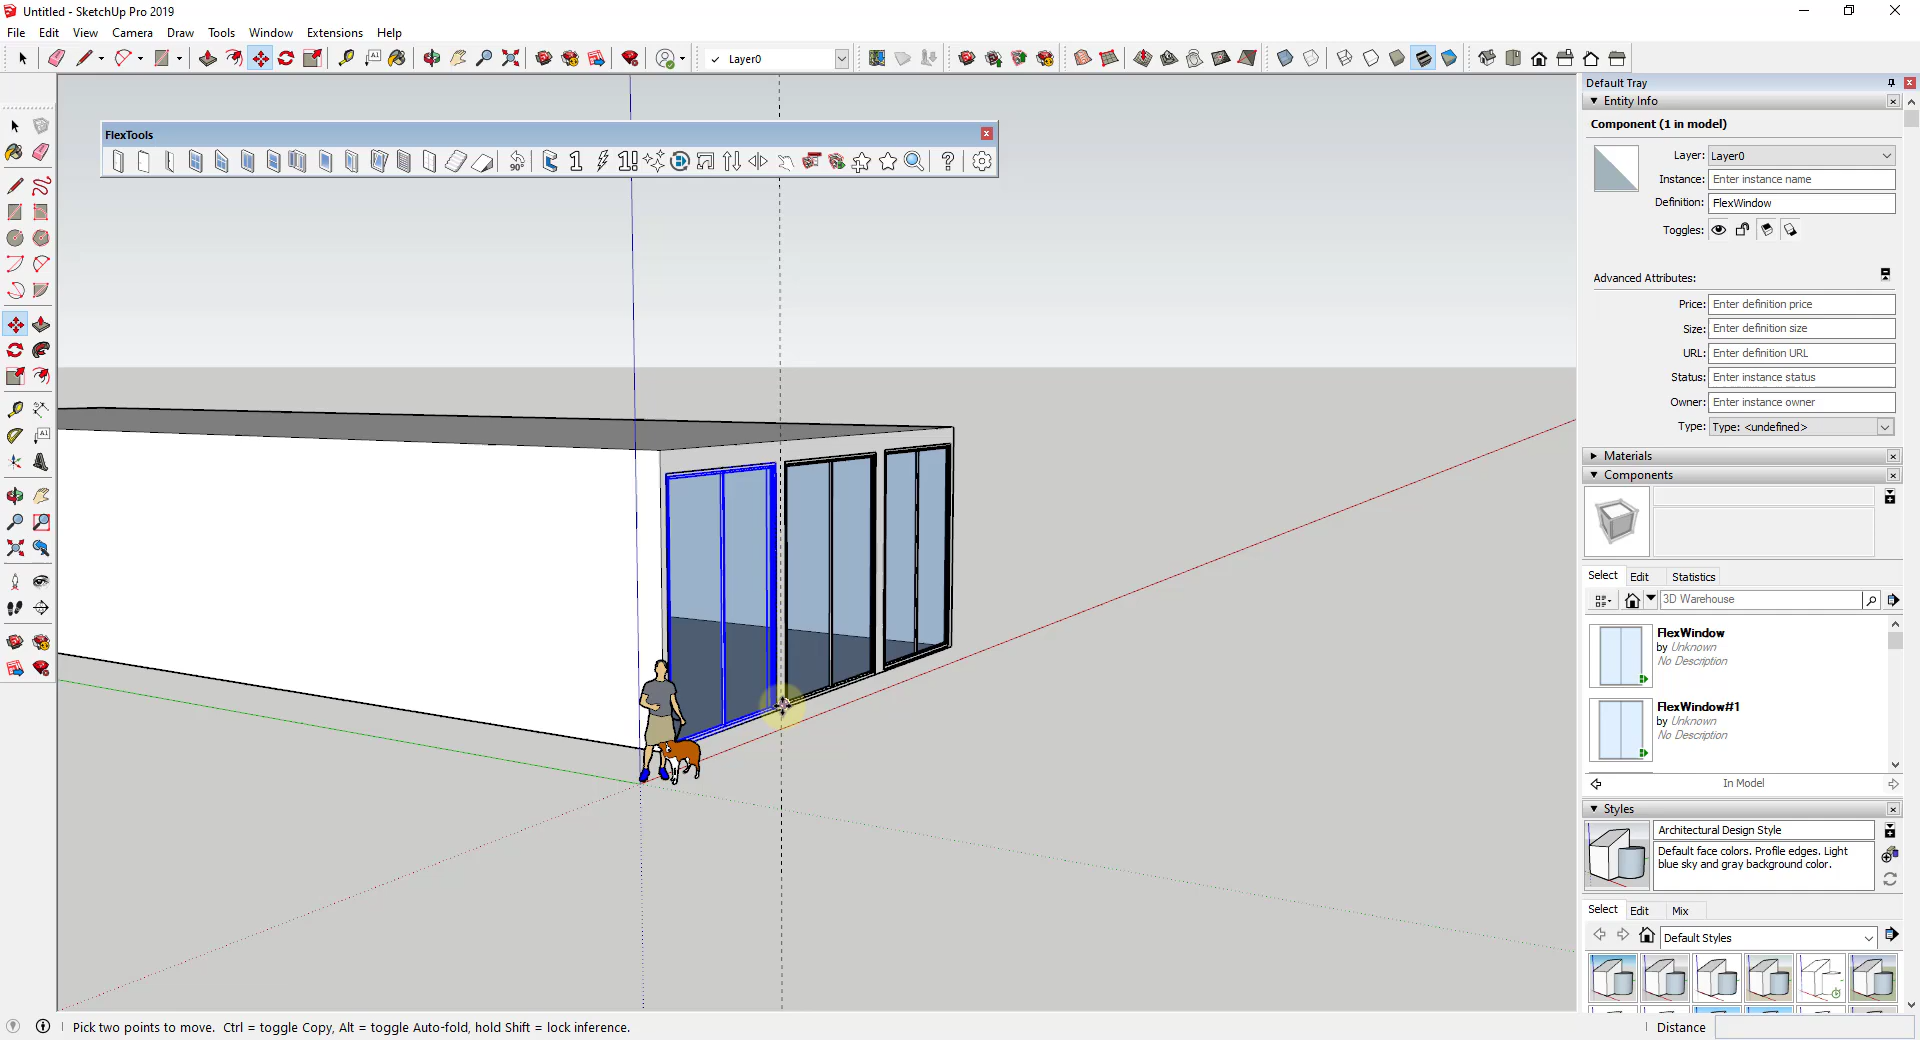 Untitled - SketchUp Pro 2019
File Edit View Camera Draw Tools Window Extensions Help
A1
Layer0
FlexTools
1 1!
90°
?
A1
Default Tray
Entity Info
Component (1 in model)
Layer: Layer0
Instance: Enter instance name
Definition: FlexWindow
Toggles:
Advanced Attributes:
Price: Enter definition price
Size: Enter definition size
URL: Enter definition URL
Status: Enter instance status
Owner: Enter instance owner
Type: Type: <undefined>
Materials
Components
Select Edit Statistics
3D Warehouse
FlexWindow
by Unknown
No Description
FlexWindow#1
by Unknown
No Description
In Model
Styles
Architectural Design Style
Default face colors. Profile edges. Light
blue sky and gray background color.
Select Edit Mix
Default Styles
Pick two points to move. Ctrl = toggle Copy, Alt = toggle Auto-fold, hold Shift = lock inference.
Distance